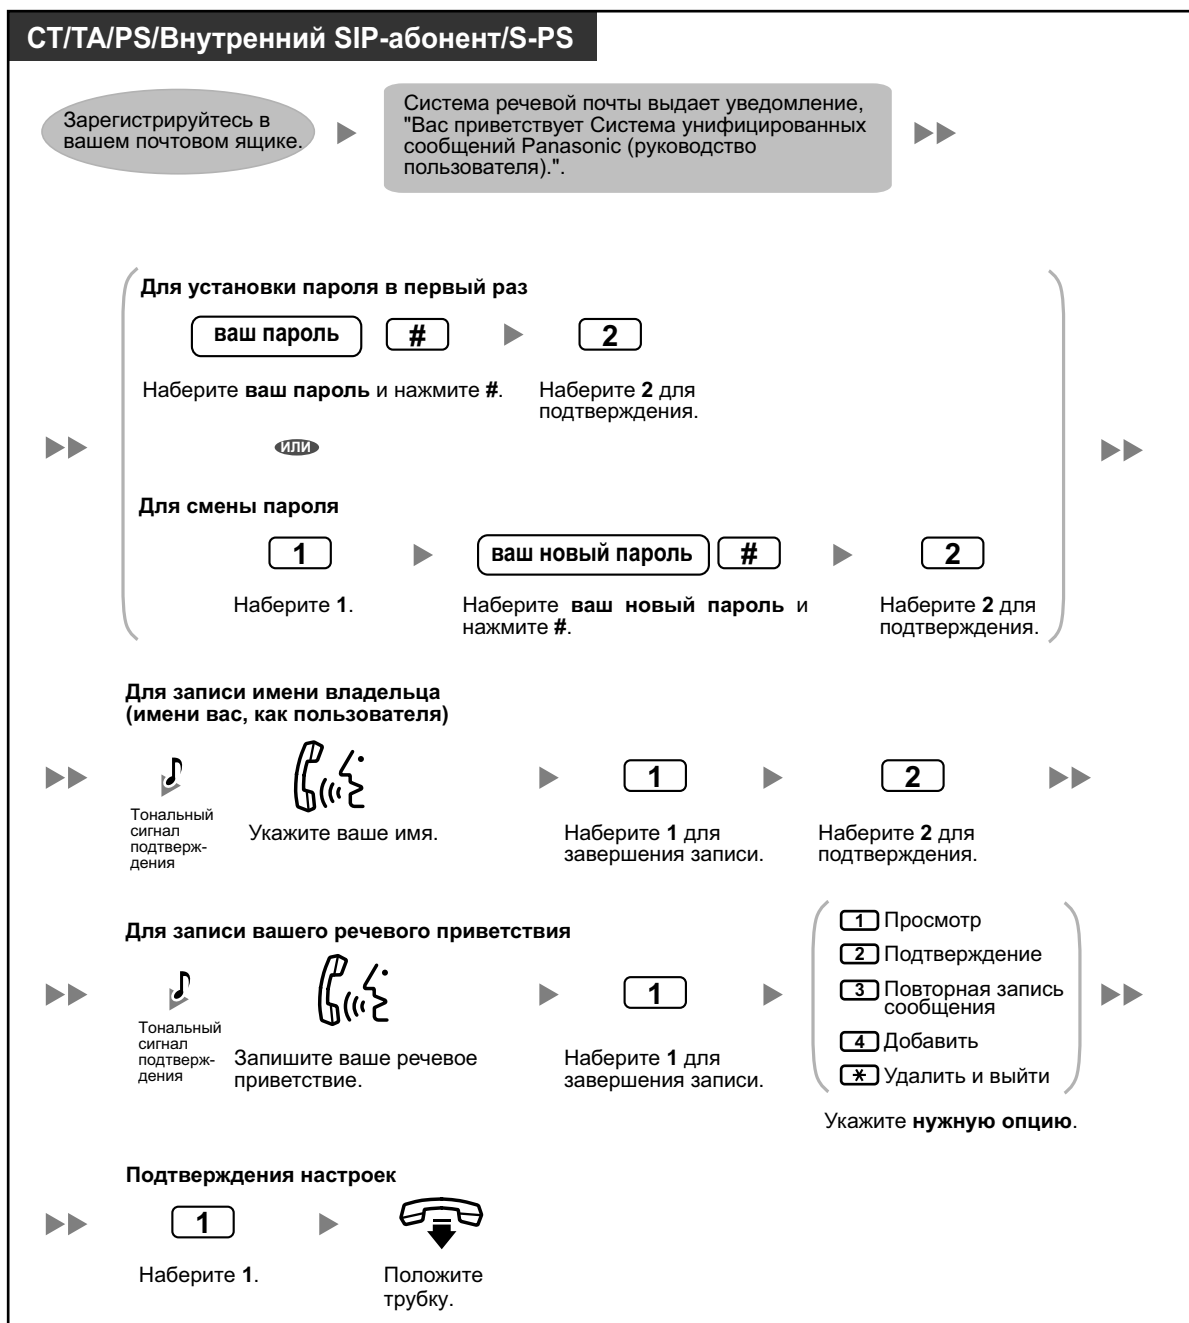 СТ/ТА/PS/Внутренний SIP-абонент/S-PS
Зарегистрируйтесь в
вашем почтовом ящике.
Система речевой почты выдает уведомление,
"Вас приветствует Система унифицированных
сообщений Panasonic (руководство
пользователя).".
Для установки пароля в первый раз
ваш пароль # 2
Наберите ваш пароль и нажмите #.
Наберите 2 для
подтверждения.
ИЛИ
Для смены пароля
1 ваш новый пароль # 2
Наберите 1.
Наберите ваш новый пароль и
нажмите #.
Наберите 2 для
подтверждения.
Для записи имени владельца
(имени вас, как пользователя)
1 2
Тональный
сигнал
подтверж-
дения
Укажите ваше имя.
Наберите 1 для
завершения записи.
Наберите 2 для
подтверждения.
Для записи вашего речевого приветствия
1
Тональный
сигнал
подтверж-
дения
Запишите ваше речевое
приветствие.
Наберите 1 для
завершения записи.
1 Просмотр
2 Подтверждение
3 Повторная запись
сообщения
4 Добавить
* Удалить и выйти
Укажите нужную опцию.
Подтверждения настроек
1
Наберите 1.
Положите
трубку.